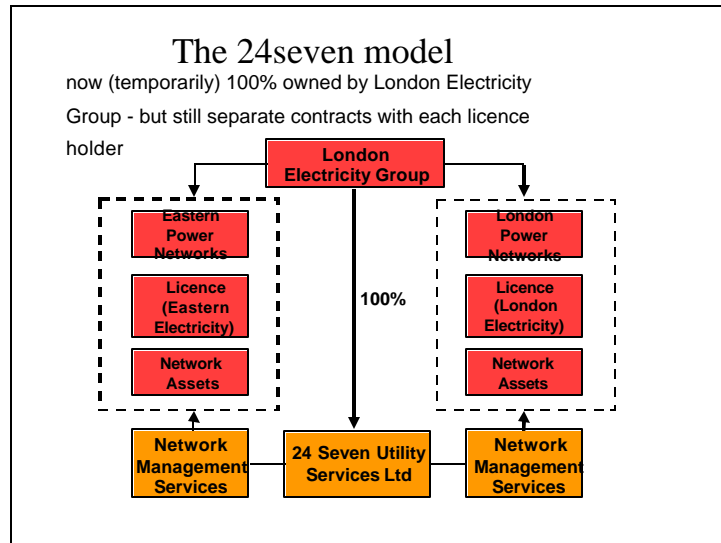 The 24seven model
now (temporarily) 100% owned by London Electricity
Group - but still separate contracts with each licence
holder
London
Electricity Group
Eastern
Power
Networks
Licence
(Eastern
Electricity)
Network
Assets
100%
London
Power
Networks
Licence
(London
Electricity)
Network
Assets
Network
Management
Services
24 Seven Utility
Services Ltd
Network
Management
Services